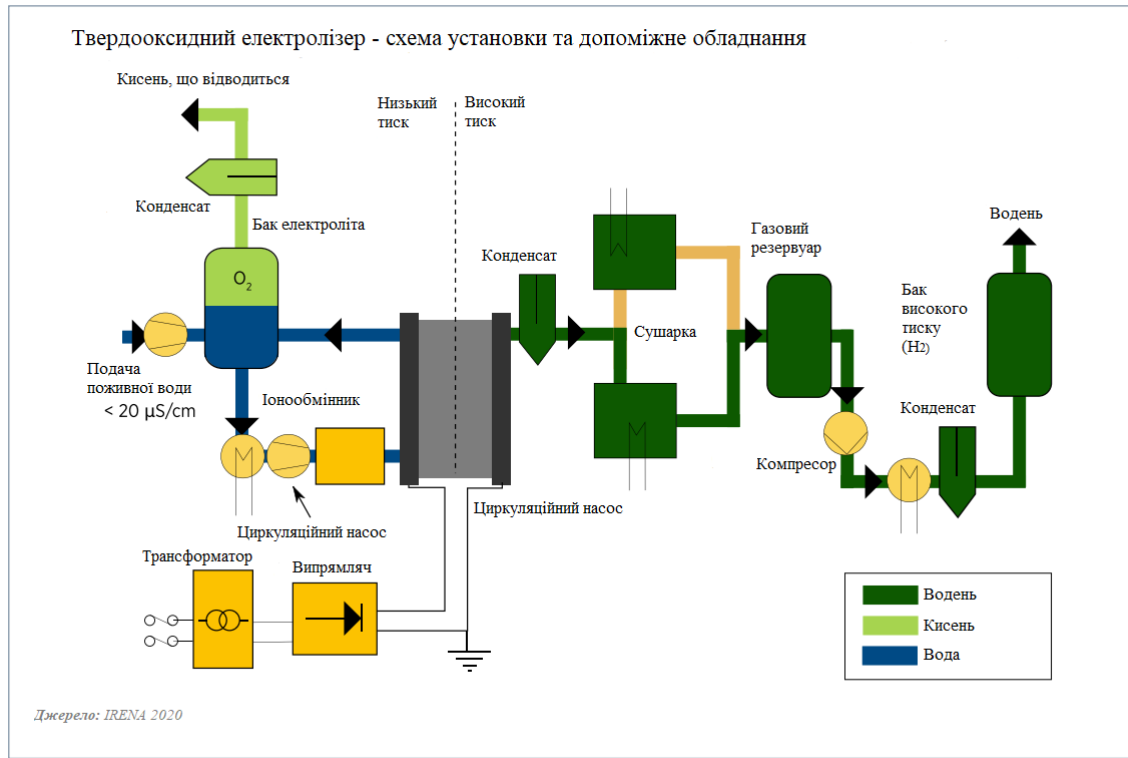 Твердооксидний електролізер - схема установки та допоміжне обладнання
Кисень, що відводиться
Низький
тиск
Високий
тиск
Конденсат
Бак електроліта
O2
Конденсат
Газовий
резервуар
Водень
Сушарка
Бак
високого
тиску
(H2)
Подача
поживної води
< 20 µS/cm
Іонообмінник
Конденсат
Компресор
Циркуляційний насос
Циркуляційний насос
Трансформатор
Випрямляч
Водень
Кисень
Вода
Джерело: IRENA 2020